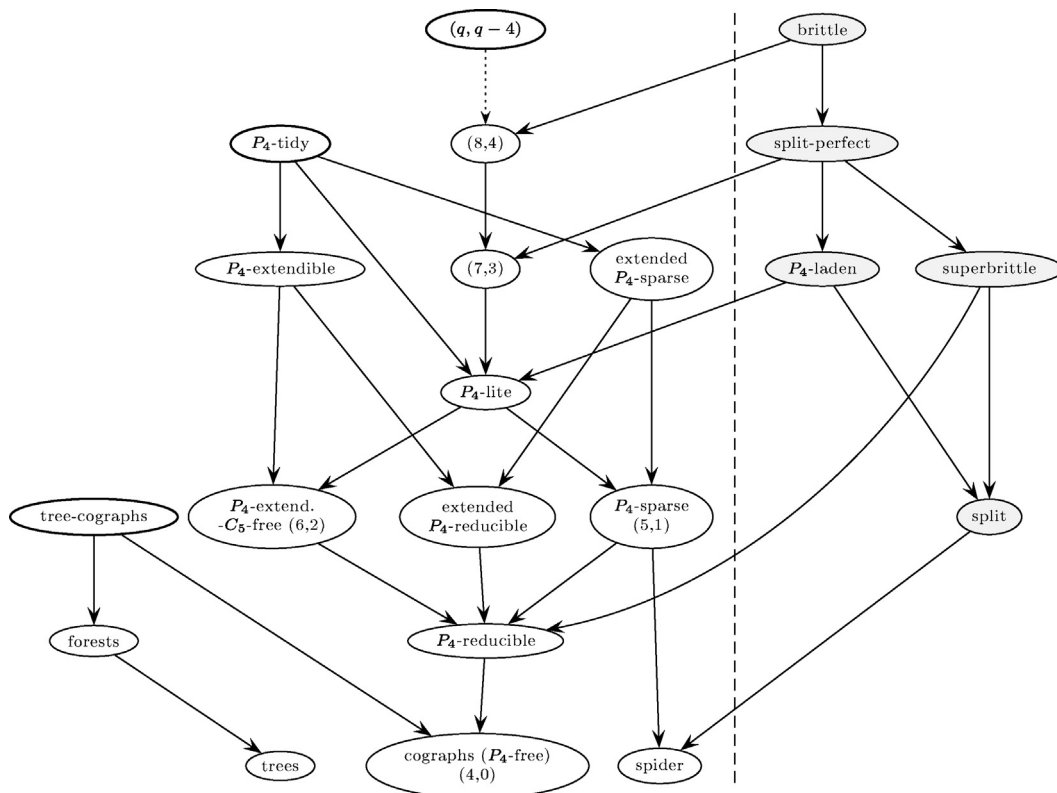 (q, q − 4)
brittle
P₄-tidy
(8,4)
split-perfect
P₄-extendible
(7,3)
extended
P₄-sparse
P₄-laden
superbrittle
P₄-lite
tree-cographs
P₄-extend.
-C₅-free (6,2)
extended
P₄-reducible
P₄-sparse
(5,1)
split
forests
P₄-reducible
trees
cographs (P₄-free)
(4,0)
spider